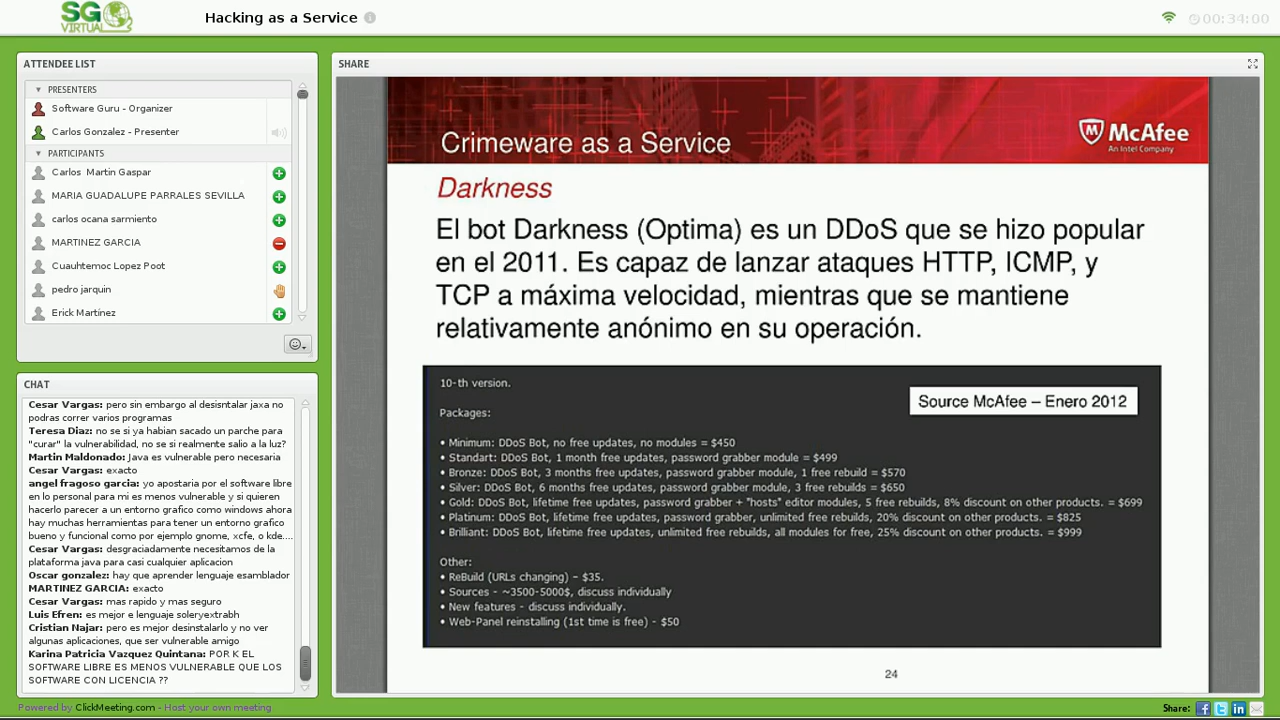 SG
VIRTUAL
Hacking as a Service
00:34:00
ATTENDEE LIST
PRESENTERS
Software Guru - Organizer
Carlos Gonzalez - Presenter
PARTICIPANTS
Carlos Martin Gaspar
MARIA GUADALUPE PARRALES SEVILLA
carlos ocana sarmiento
MARTINEZ GARCIA
Cuauhtemoc Lopez Poot
pedro jarquin
Erick Martínez
CHAT
Cesar Vargas: pero sin embargo al desisntalar jaxa no
podras correr varios programas
Teresa Diaz: no se si ya habian sacado un parche para
"curar" la vulnerabilidad, no se si realmente salio a la luz?
Martin Maldonado: Java es vulnerable pero necesaria
Cesar Vargas: exacto
angel fragoso garcia: yo apostaria por el software libre
en lo personal para mi es menos vulnerable y si quieren
hacerlo parecer a un entorno grafico como windows ahora
hay muchas herramientas para tener un entorno grafico
bueno y funcional como por ejemplo gnome, xcfe, o kde....
Cesar Vargas: desgraciadamente necesitamos de la
plataforma java para casi cualquier aplicacion
Oscar gonzalez: hay que aprender lenguaje esamblador
MARTINEZ GARCIA: exacto
Cesar Vargas: mas rapido y mas seguro
Luis Efren: es mejor e lenguaje soleryextrabh
Cristian Najar: pero es mejor desinstalarlo y no ver
algunas aplicaciones, que ser vulnerable amigo
Karina Patricia Vazquez Quintana: POR K EL
SOFTWARE LIBRE ES MENOS VULNERABLE QUE LOS
SOFTWARE CON LICENCIA ??
SHARE
Crimeware as a Service
McAfee
An Intel Company
Darkness
El bot Darkness (Optima) es un DDoS que se hizo popular
en el 2011. Es capaz de lanzar ataques HTTP, ICMP, y
TCP a máxima velocidad, mientras que se mantiene
relativamente anónimo en su operación.
10-th version.
Source McAfee – Enero 2012
Packages:
• Minimum: DDoS Bot, no free updates, no modules = $450
• Standart: DDoS Bot, 1 month free updates, password grabber module = $499
• Bronze: DDoS Bot, 3 months free updates, password grabber module, 1 free rebuild = $570
• Silver: DDoS Bot, 6 months free updates, password grabber module, 3 free rebuilds = $650
• Gold: DDoS Bot, lifetime free updates, password grabber + "hosts" editor modules, 5 free rebuilds, 8% discount on other products. = $699
• Platinum: DDoS Bot, lifetime free updates, password grabber, unlimited free rebuilds, 20% discount on other products. = $825
• Brilliant: DDoS Bot, lifetime free updates, unlimited free rebuilds, all modules for free, 25% discount on other products. = $999
Other:
• ReBuild (URLs changing) – $35.
• Sources - ~3500-5000$, discuss individually
• New features - discuss individually.
• Web-Panel reinstalling (1st time is free) - $50
24
Powered by ClickMeeting.com - Host your own meeting.
Share: